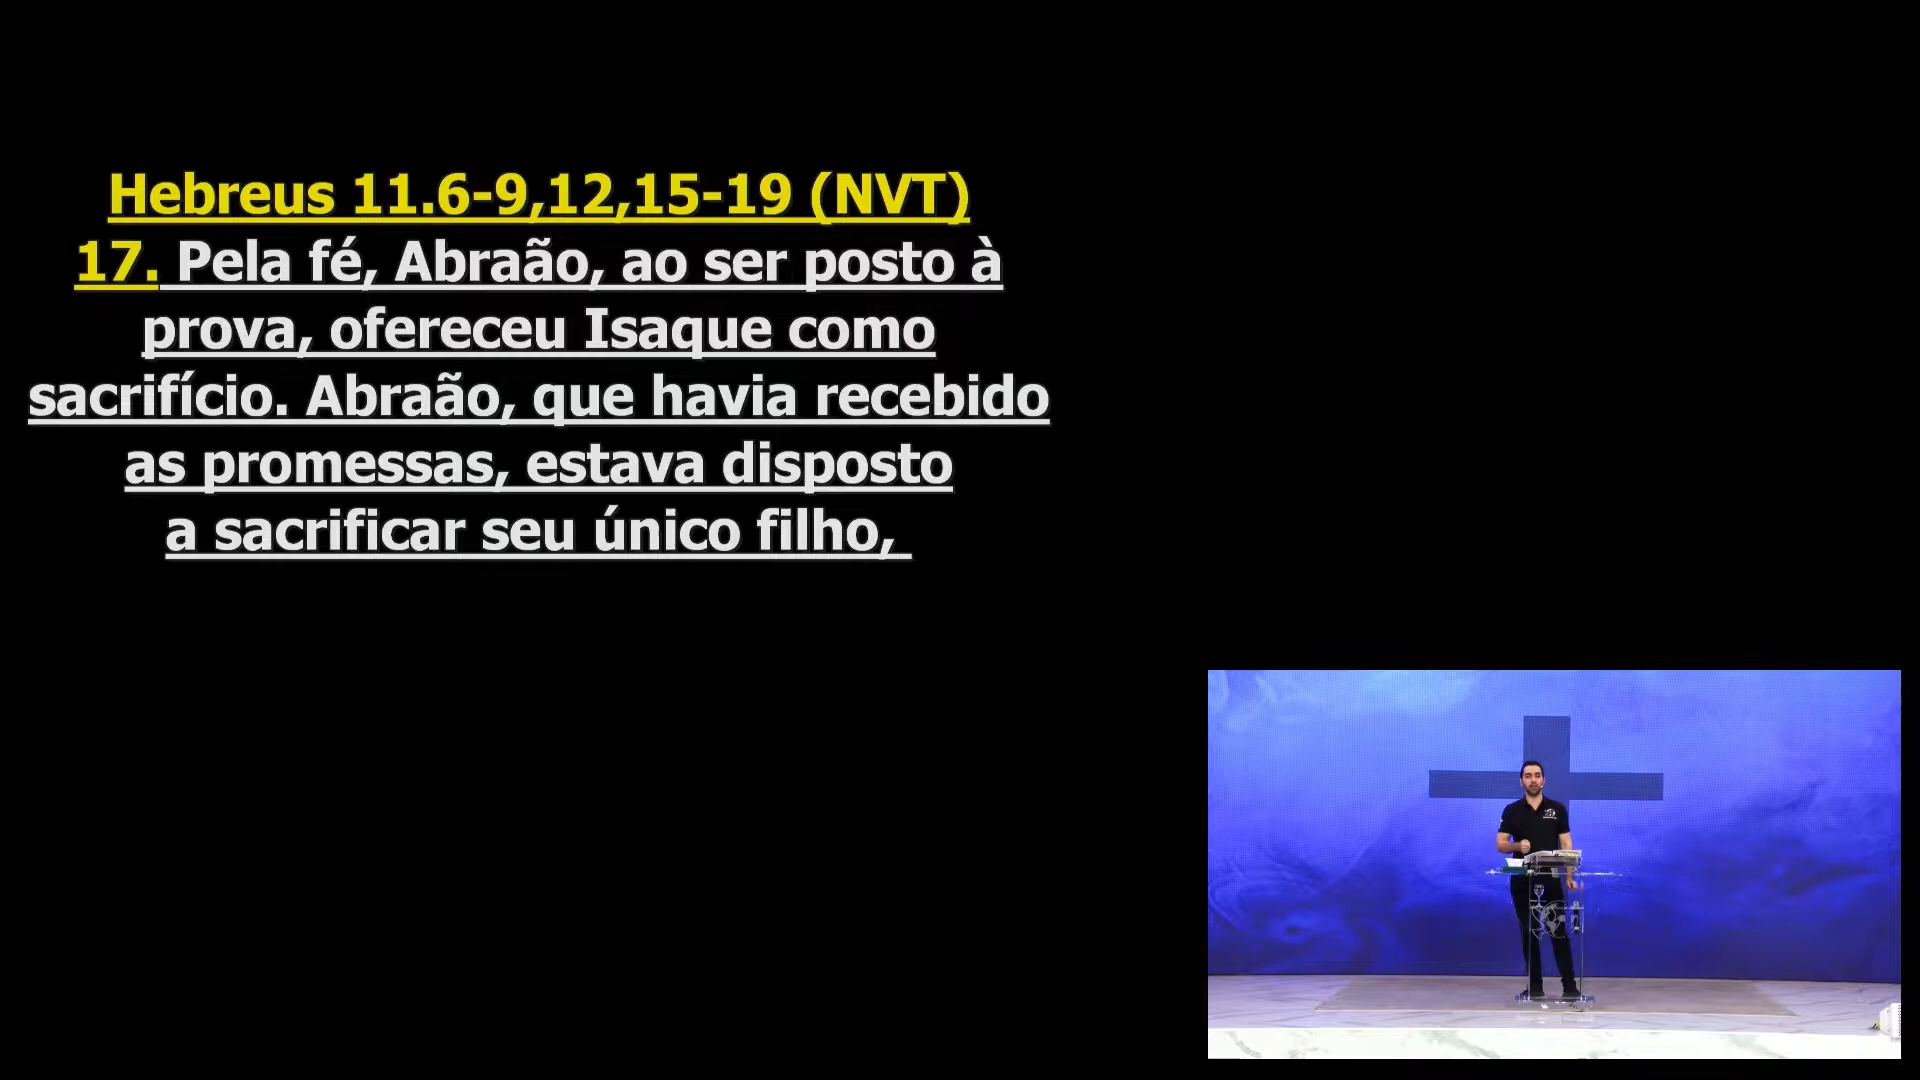 Hebreus 11.6-9,12,15-19 (NVT)
17. Pela fé, Abraão, ao ser posto à
prova, ofereceu Isaque como
sacrifício. Abraão, que havia recebido
as promessas, estava disposto
a sacrificar seu único filho,